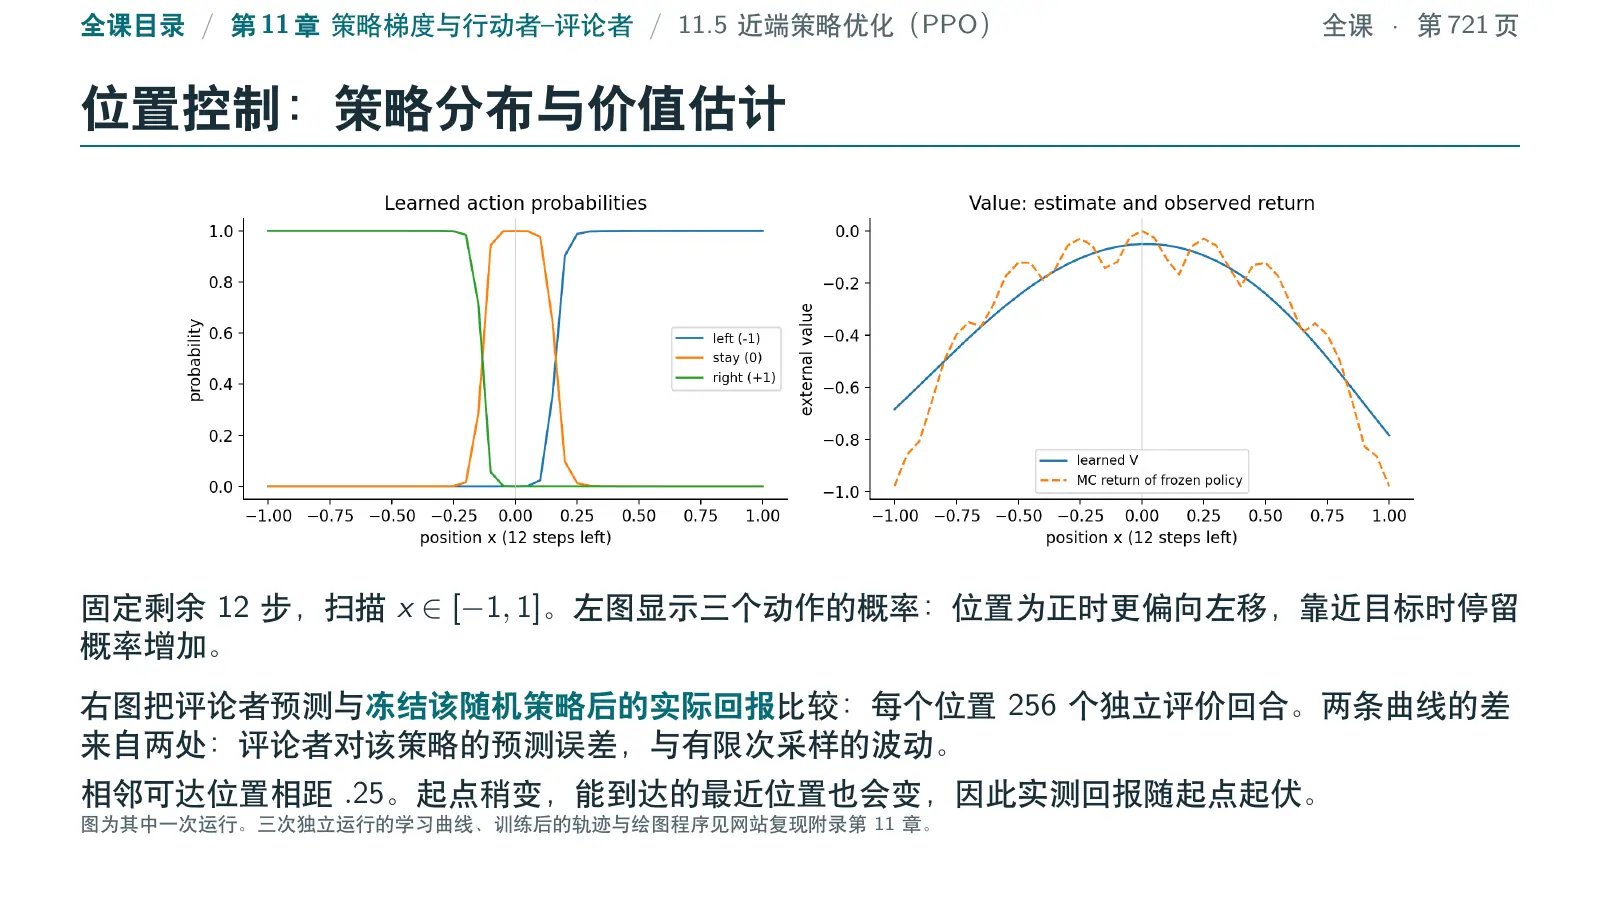 全课目录 / 第 11 章 策略梯度与行动者–评论者 / 11.5 近端策略优化（PPO）
全课 · 第 721 页
位置控制：策略分布与价值估计
Learned action probabilities
probability
1.0
0.8
0.6
0.4
0.2
0.0
left (-1)
stay (0)
right (+1)
−1.00 −0.75 −0.50 −0.25 0.00 0.25 0.50 0.75 1.00
position x (12 steps left)
Value: estimate and observed return
external value
0.0
−0.2
−0.4
−0.6
−0.8
−1.0
learned V
MC return of frozen policy
−1.00 −0.75 −0.50 −0.25 0.00 0.25 0.50 0.75 1.00
position x (12 steps left)
固定剩余 12 步，扫描 x ∈ [−1, 1]。左图显示三个动作的概率：位置为正时更偏向左移，靠近目标时停留
概率增加。
右图把评论者预测与冻结该随机策略后的实际回报比较：每个位置 256 个独立评价回合。两条曲线的差
来自两处：评论者对该策略的预测误差，与有限次采样的波动。
相邻可达位置相距 .25。起点稍变，能到达的最近位置也会变，因此实测回报随起点起伏。
图为其中一次运行。三次独立运行的学习曲线、训练后的轨迹与绘图程序见网站复现附录第 11 章。